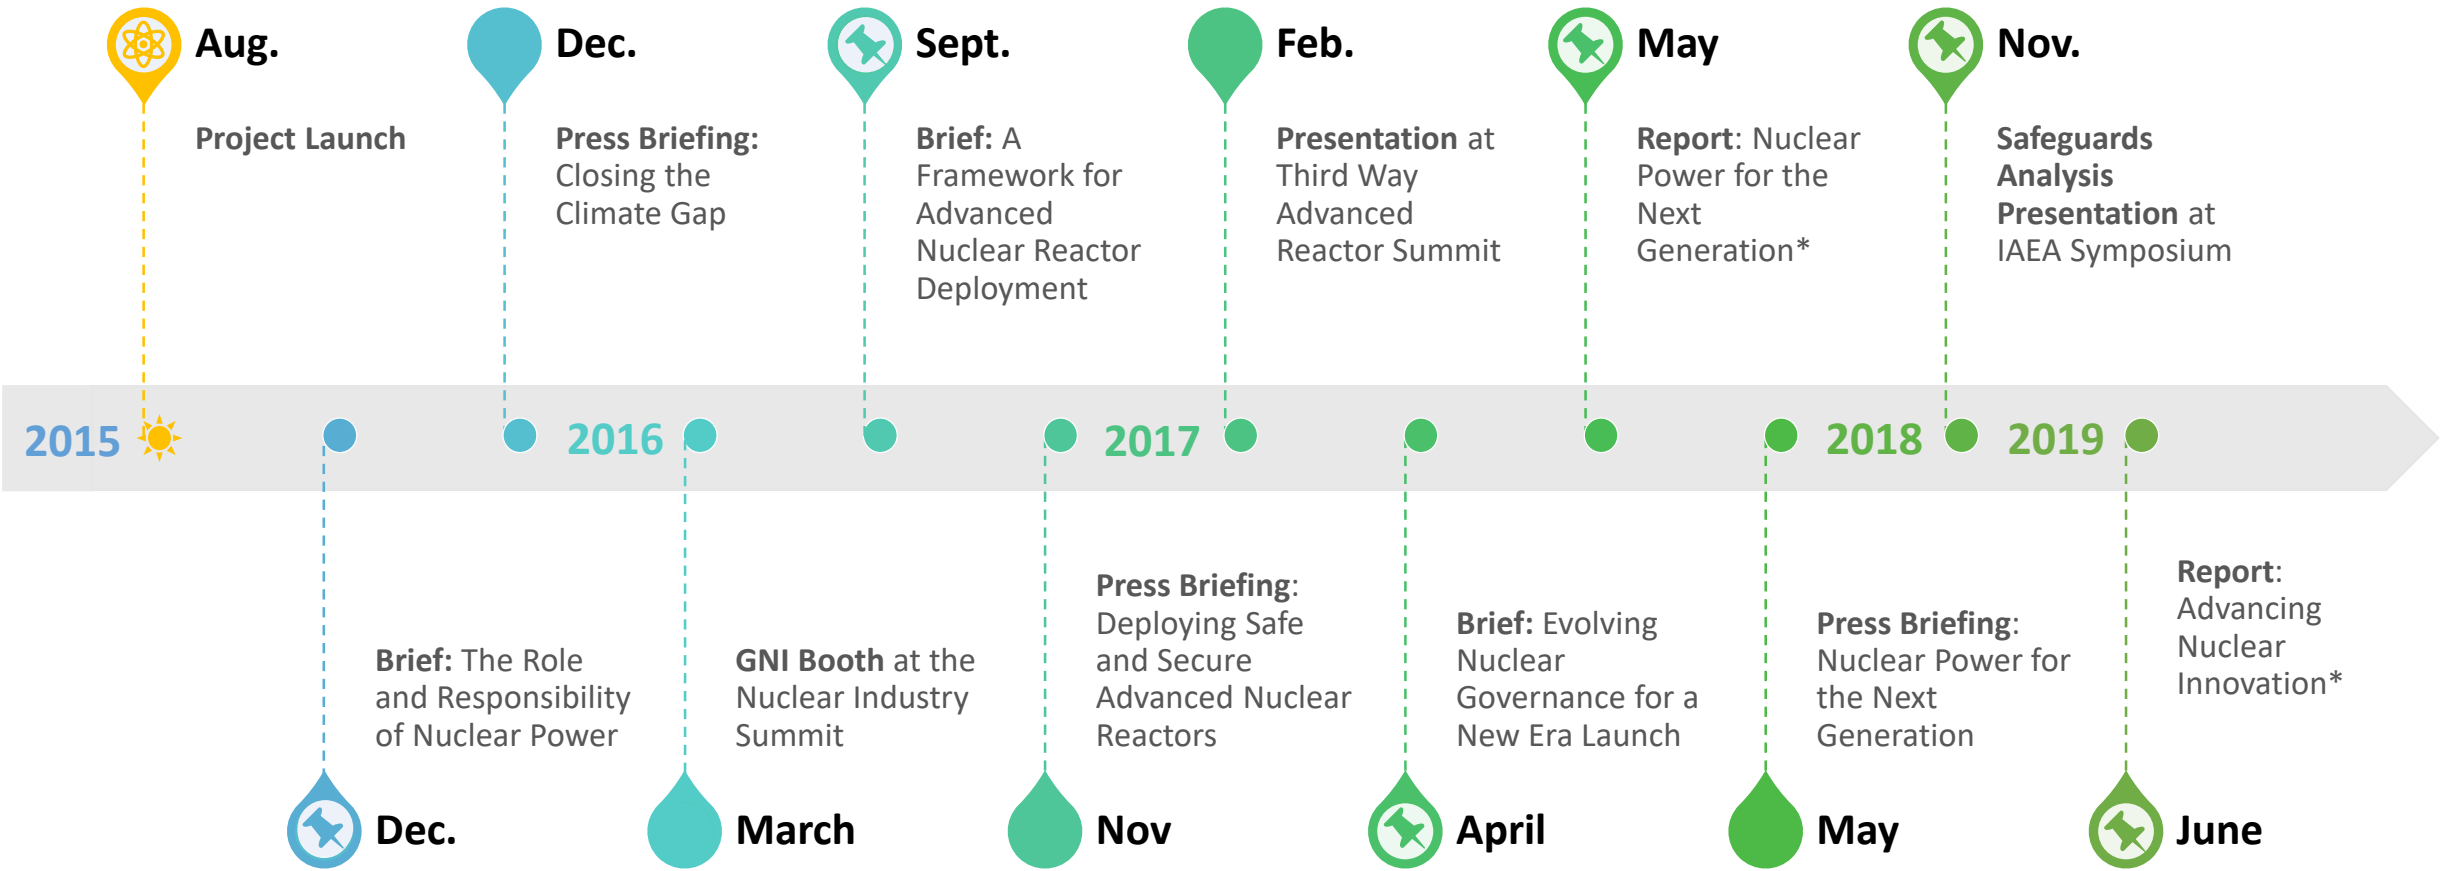 Aug.
Project Launch
Dec.
Press Briefing:
Closing the
Climate Gap
Sept.
Brief: A
Framework for
Advanced
Nuclear Reactor
Deployment
Feb.
Presentation at
Third Way
Advanced
Reactor Summit
May
Report: Nuclear
Power for the
Next
Generation*
Nov.
Safeguards
Analysis
Presentation at
IAEA Symposium
2015
2016
2017
2018
2019
Brief: The Role
and Responsibility
of Nuclear Power
Dec.
GNI Booth at the
Nuclear Industry
Summit
March
Press Briefing:
Deploying Safe
and Secure
Advanced Nuclear
Reactors
Nov
Brief: Evolving
Nuclear
Governance for a
New Era Launch
April
Press Briefing:
Nuclear Power for
the Next
Generation
May
Report:
Advancing
Nuclear
Innovation*
June